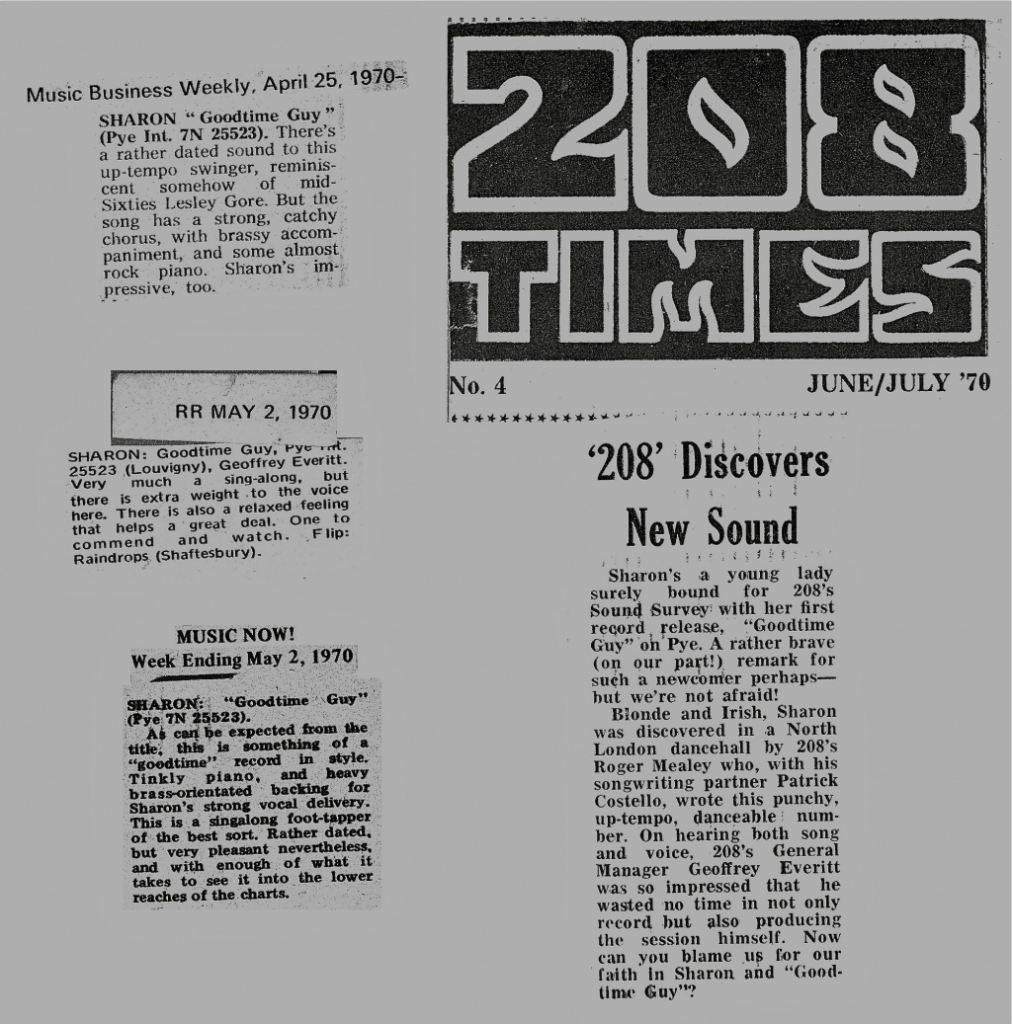 Music Business Weekly, April 25, 1970-
SHARON "Goodtime Guy"
(Pye Int. 7N 25523). There's
a rather dated sound to this
up-tempo swinger, reminis-
cent somehow of mid-
Sixties Lesley Gore. But the
song has a strong, catchy
chorus, with brassy accom-
paniment, and some almost
rock piano. Sharon's im-
pressive, too.
RR MAY 2, 1970
SHARON: Goodtime Guy, Pye Int.
25523 (Louvigny), Geoffrey Everitt.
Very much a sing-along, but
there is extra weight to the voice
here. There is also a relaxed feeling
that helps a great deal. One to
commend and watch. Flip:
Raindrops (Shaftesbury).
MUSIC NOW!
Week Ending May 2, 1970
SHARON: "Goodtime Guy"
(Pye 7N 25523).
As can be expected from the
title, this is something of a
"goodtime" record in style.
Tinkly piano, and heavy
brass-orientated backing for
Sharon's strong vocal delivery.
This is a singalong foot-tapper
of the best sort. Rather dated,
but very pleasant nevertheless,
and with enough of what it
takes to see it into the lower
reaches of the charts.
208
TIMES
No. 4 JUNE/JULY '70
'208' Discovers
New Sound
Sharon's a young lady
surely bound for 208's
Sound Survey with her first
record release, "Goodtime
Guy" on Pye. A rather brave
(on our part!) remark for
such a newcomer perhaps—
but we're not afraid!
Blonde and Irish, Sharon
was discovered in a North
London dancehall by 208's
Roger Mealey who, with his
songwriting partner Patrick
Costello, wrote this punchy,
up-tempo, danceable num-
ber. On hearing both song
and voice, 208's General
Manager Geoffrey Everitt
was so impressed that he
wasted no time in not only
record but also producing
the session himself. Now
can you blame us for our
faith in Sharon and "Good-
time Guy"?